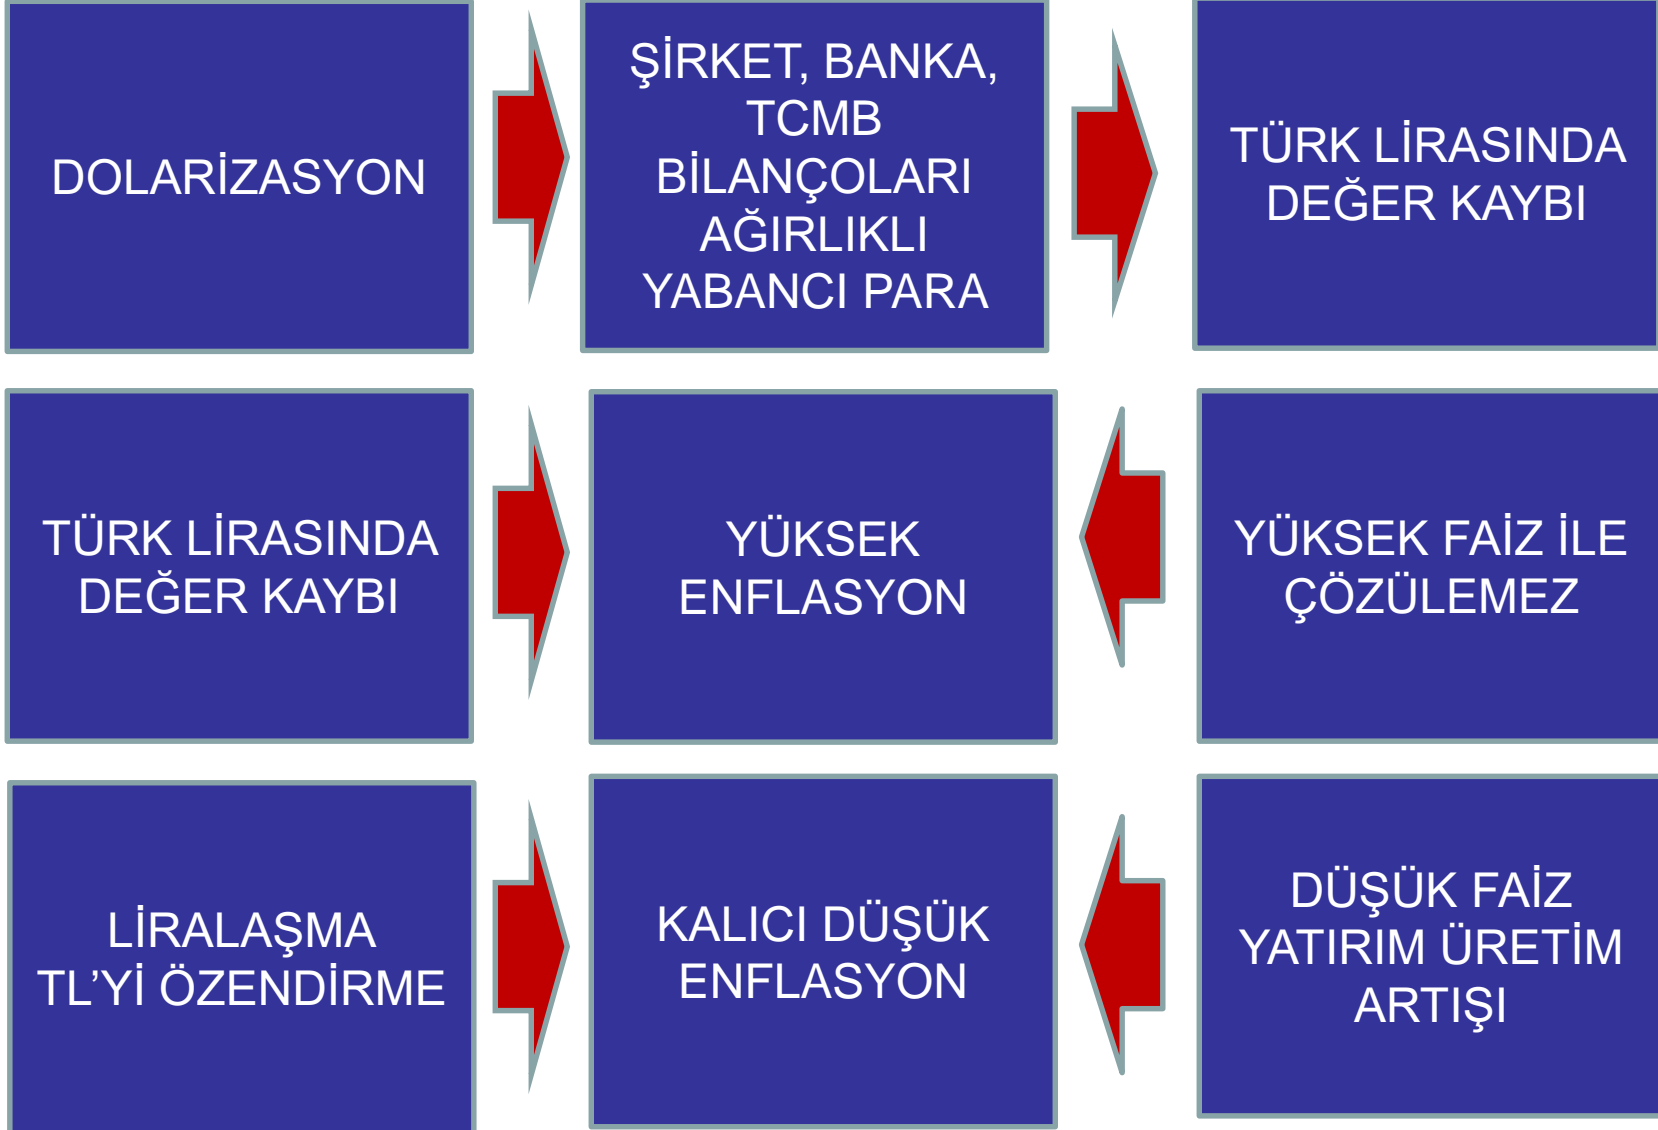 DOLARİZASYON
ŞİRKET, BANKA,
TCMB
BİLANÇOLARI
AĞIRLIKLI
YABANCI PARA
TÜRK LİRASINDA
DEĞER KAYBI
TÜRK LİRASINDA
DEĞER KAYBI
YÜKSEK
ENFLASYON
YÜKSEK FAİZ İLE
ÇÖZÜLEMEZ
LİRALAŞMA
TL’Yİ ÖZENDİRME
KALICI DÜŞÜK
ENFLASYON
DÜŞÜK FAİZ
YATIRIM ÜRETİM
ARTIŞI